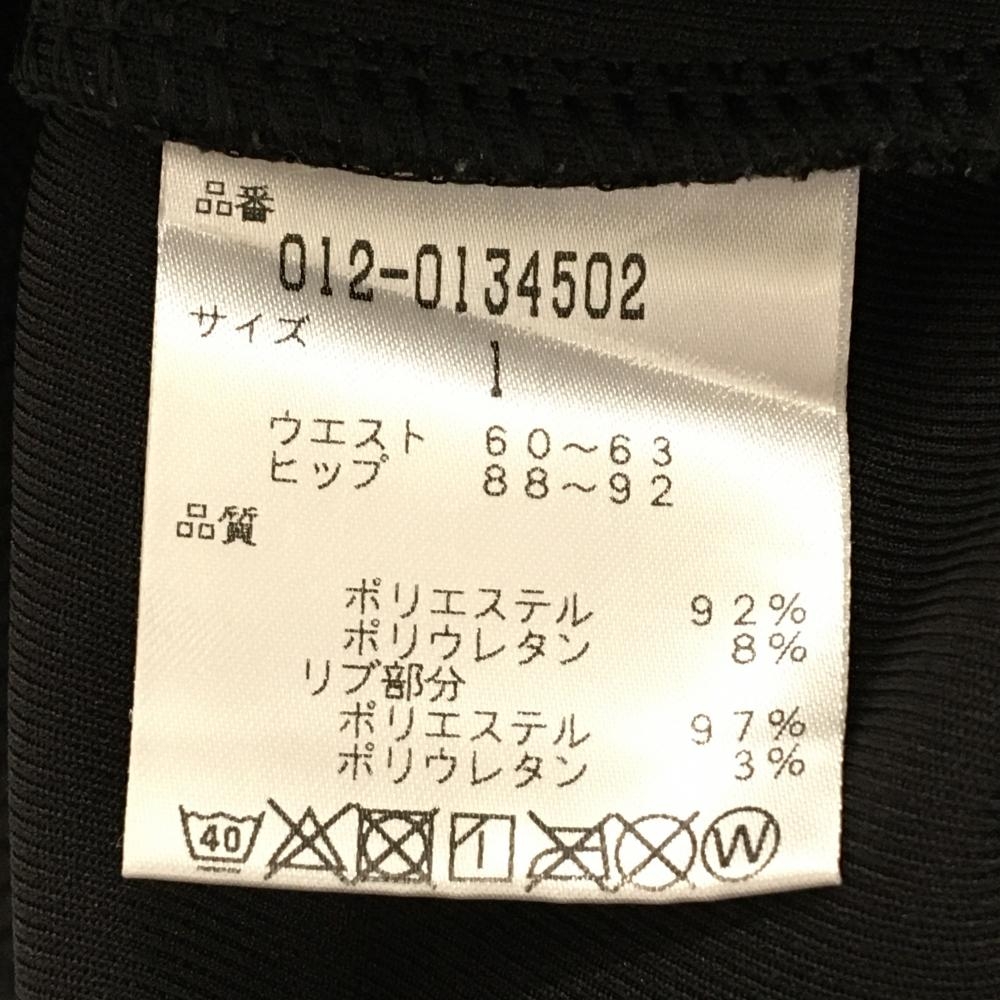 品番
012-0134502
サイズ
1
ウエスト 60～63
ヒップ 88～92
品質
ポリエステル 92%
ポリウレタン 8%
リブ部分
ポリエステル 97%
ポリウレタン 3%
40 W